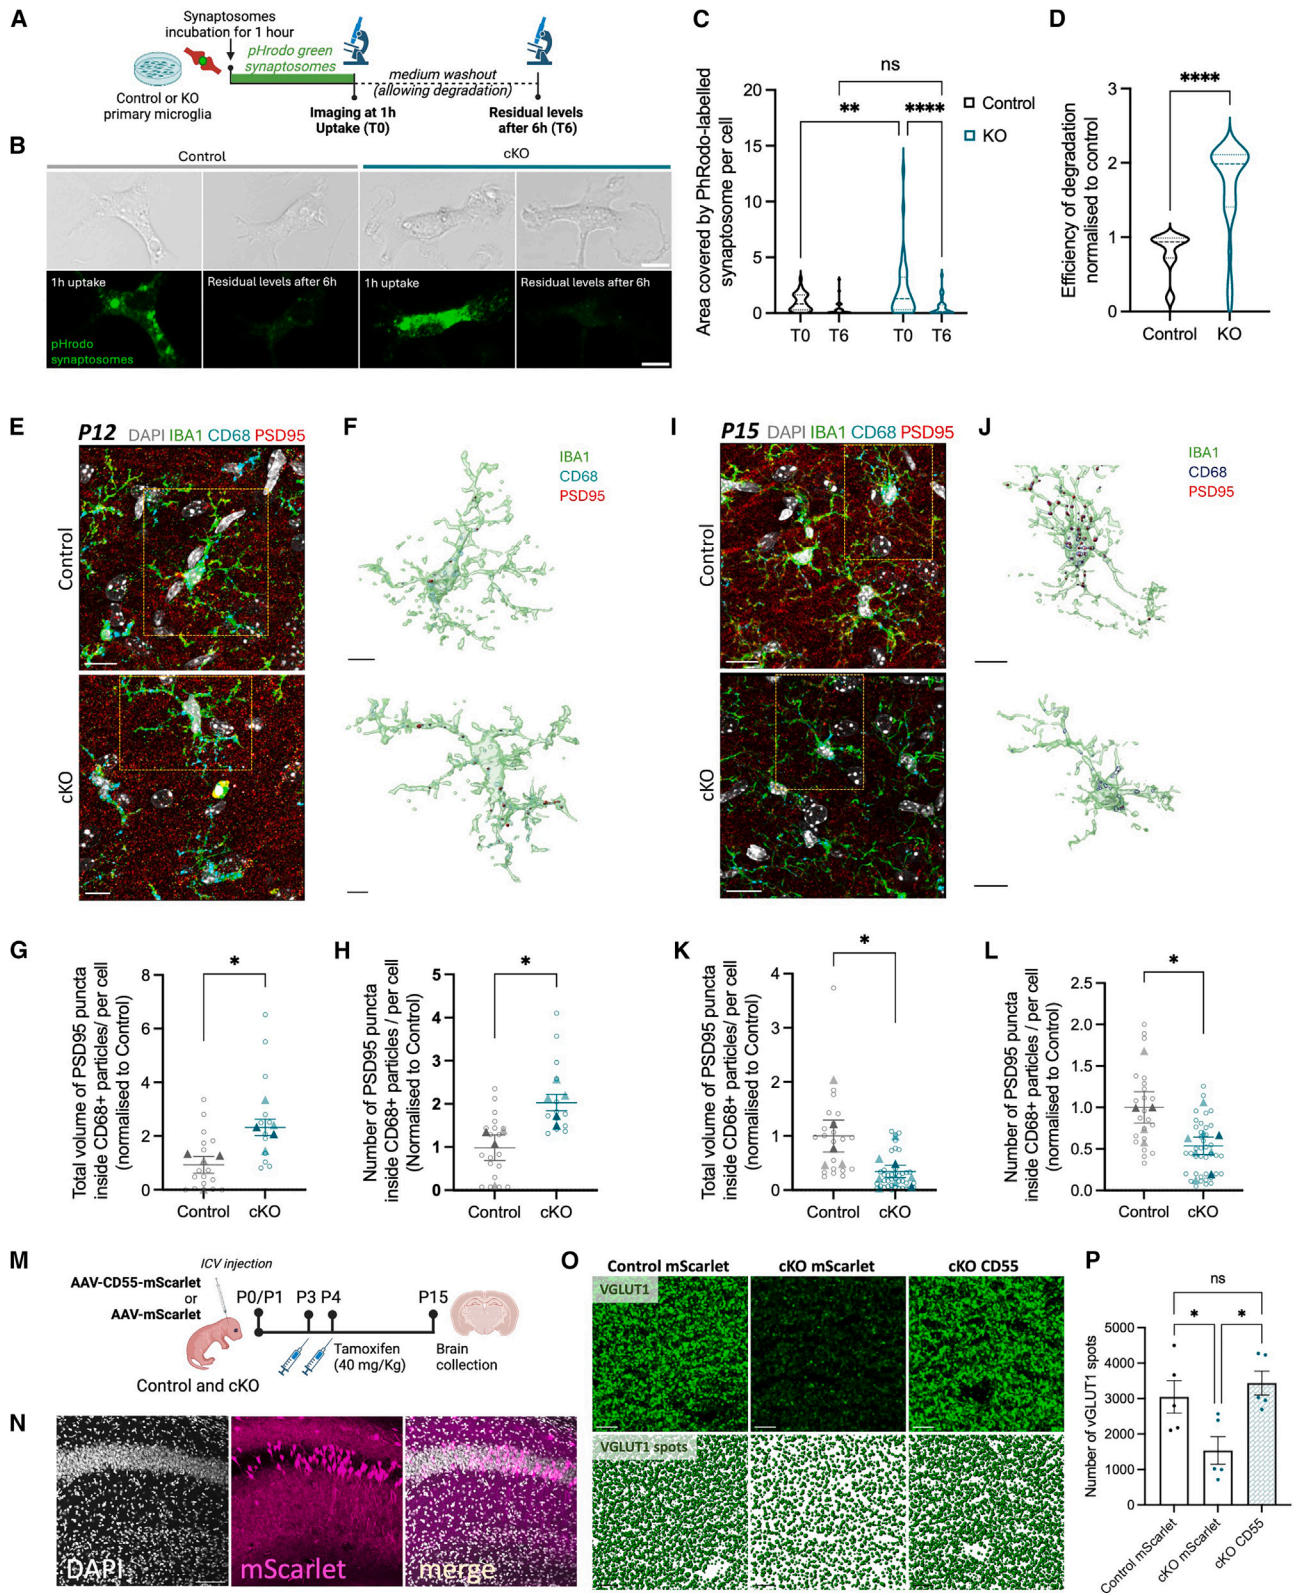 A
Synaptosomes
incubation for 1 hour
pHrodo green
synaptosomes
medium washout
(allowing degradation)
Control or KO
primary microglia
Imaging at 1h
Uptake (T0)
Residual levels
after 6h (T6)
B
Control
cKO
1h uptake
Residual levels after 6h
1h uptake
Residual levels after 6h
pHrodo
synaptosomes
C
Area covered by PhRodo-labelled
synaptosome per cell
20
15
10
5
0
ns
**
****
T0
T6
T0
T6
Control
KO
D
Efficiency of degradation
normalised to control
3
2
1
0
****
Control
KO
E
P12 DAPI IBA1 CD68 PSD95
Control
cKO
F
IBA1
CD68
PSD95
I
P15 DAPI IBA1 CD68 PSD95
Control
cKO
J
IBA1
CD68
PSD95
G
Total volume of PSD95 puncta
inside CD68+ particles/ per cell
(normalised to Control)
8
6
4
2
0
*
Control
cKO
H
Number of PSD95 puncta
inside CD68+ particles / per cell
(Normalised to Control)
5
4
3
2
1
0
*
Control
cKO
K
Total volume of PSD95 puncta
inside CD68+ particles/ per cell
(normalised to Control)
4
3
2
1
0
*
Control
cKO
L
Number of PSD95 puncta
inside CD68+ particles / per cell
(normalised to Control)
2.5
2.0
1.5
1.0
0.5
0.0
*
Control
cKO
M
ICV injection
AAV-CD55-mScarlet
or
AAV-mScarlet
P0/P1
P3 P4
P15
Tamoxifen
(40 mg/Kg)
Brain
collection
Control and cKO
N
DAPI
mScarlet
merge
O
Control mScarlet
cKO mScarlet
cKO CD55
VGLUT1
VGLUT1 spots
P
Number of vGLUT1 spots
5000
4000
3000
2000
1000
0
ns
*
*
Control mScarlet
cKO mScarlet
cKO CD55